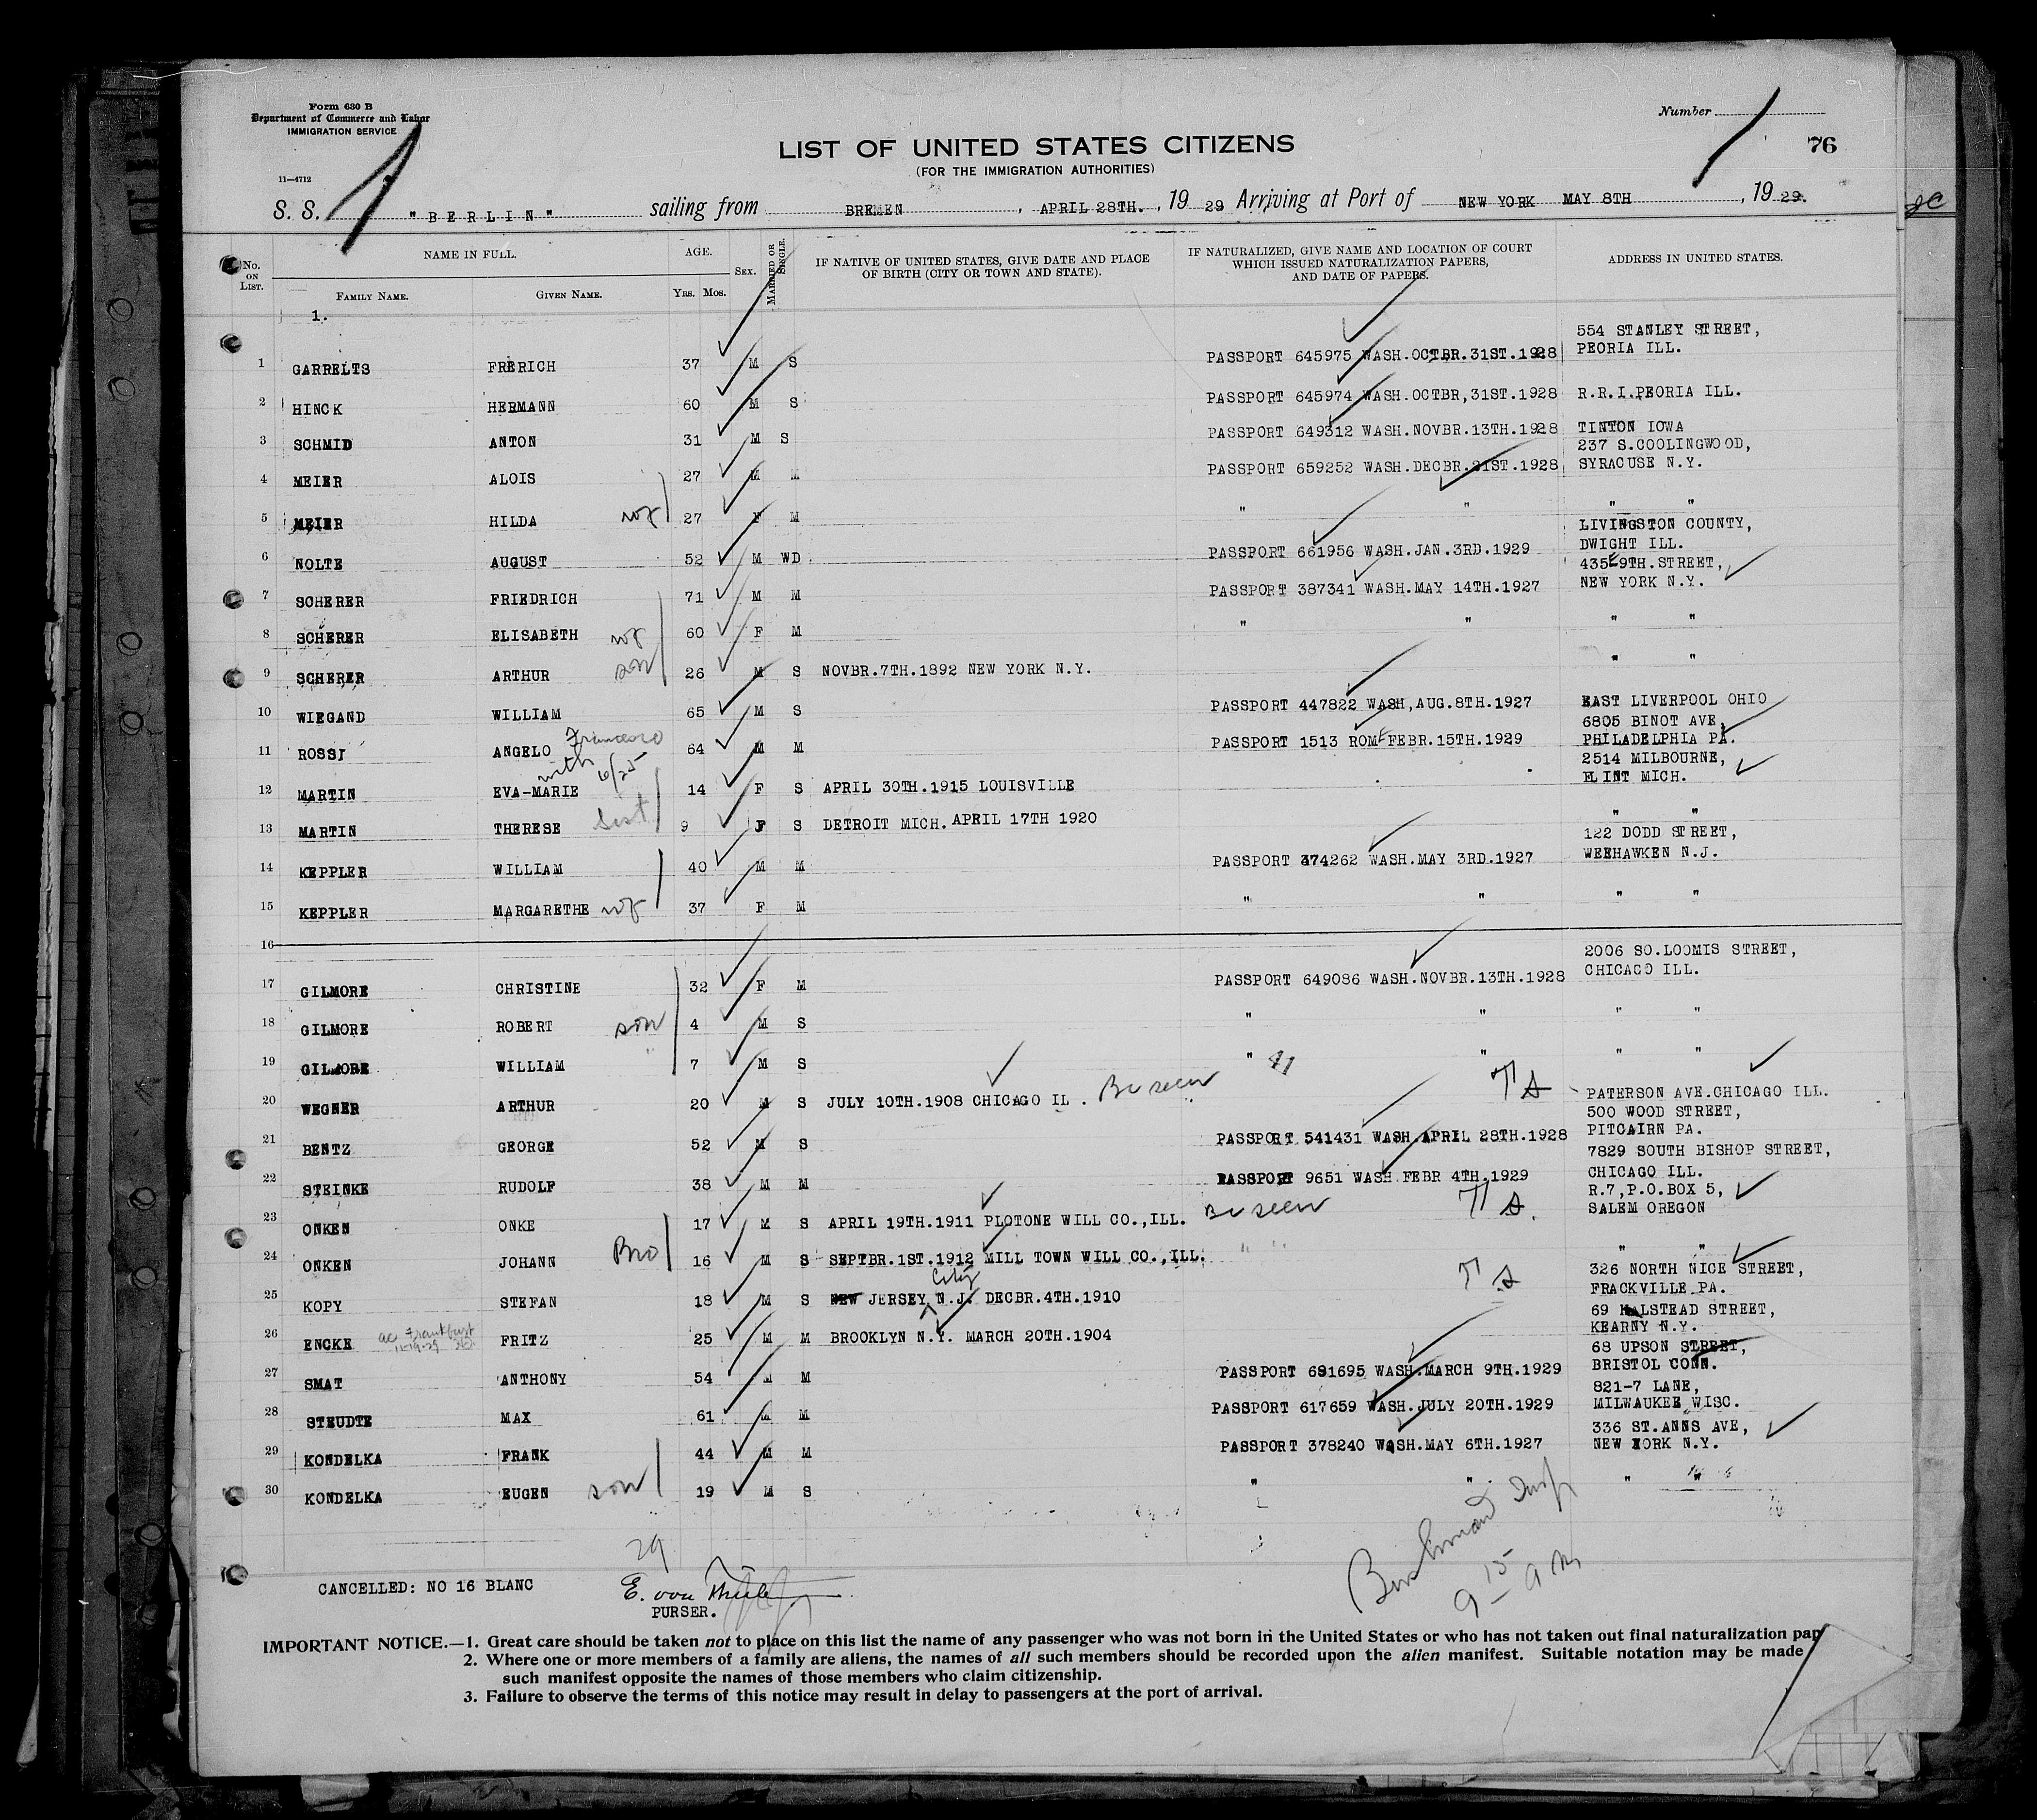 Form 630 B
Department of Commerce and Labor
IMMIGRATION SERVICE
11—4712
Number
1
76
LIST OF UNITED STATES CITIZENS
(FOR THE IMMIGRATION AUTHORITIES)
S. S. "BERLIN" sailing from BREMEN, APRIL 28TH., 19 29 Arriving at Port of NEW YORK MAY 8TH, 19 29.
No. ON LIST.
NAME IN FULL.
FAMILY NAME.
GIVEN NAME.
AGE.
YRS. MOS.
SEX.
MARRIED OR SINGLE.
IF NATIVE OF UNITED STATES, GIVE DATE AND PLACE OF BIRTH (CITY OR TOWN AND STATE).
IF NATURALIZED, GIVE NAME AND LOCATION OF COURT WHICH ISSUED NATURALIZATION PAPERS, AND DATE OF PAPERS.
ADDRESS IN UNITED STATES.
1.
1 GARRELTS FRERICH 37 M S PASSPORT 645975 WASH.OCTBR.31ST.1928 554 STANLEY STREET, PEORIA ILL.
2 HINCK HERMANN 60 M S PASSPORT 645974 WASH.OCTBR,31ST.1928 R.R.I.PEORIA ILL.
3 SCHMID ANTON 31 M S PASSPORT 649312 WASH.NOVBR.13TH.1928 TINTON IOWA
4 MEIER ALOIS 27 M M PASSPORT 659252 WASH.DECBR.31ST.1928 237 S.COOLINGWOOD, SYRACUSE N.Y.
5 MEIER HILDA wf 27 F M " " " "
6 NOLTE AUGUST 52 M WD PASSPORT 661956 WASH.JAN.3RD.1929 LIVINGSTON COUNTY, DWIGHT ILL.
7 SCHERER FRIEDRICH 71 M M PASSPORT 387341 WASH.MAY 14TH.1927 435 E 9TH.STREET, NEW YORK N.Y.
8 SCHERER ELISABETH wf 60 F M " " " "
9 SCHERER ARTHUR son 26 M S NOVBR.7TH.1892 NEW YORK N.Y. " "
10 WIEGAND WILLIAM 65 M S PASSPORT 447822 WASH,AUG.8TH.1927 EAST LIVERPOOL OHIO
11 ROSSI ANGELO Francesco 64 M M PASSPORT 1513 ROME FEBR.15TH.1929 6805 BINOT AVE, PHILADELPHIA PA.
12 MARTIN EVA-MARIE with 6/25 14 F S APRIL 30TH.1915 LOUISVILLE 2514 MILBOURNE, FLINT MICH.
13 MARTIN THERESE Sist 9 F S DETROIT MICH. APRIL 17TH 1920 " "
14 KEPPLER WILLIAM 40 M M PASSPORT 374262 WASH.MAY 3RD.1927 122 DODD STREET, WEEHAWKEN N.J.
15 KEPPLER MARGARETHE wf 37 F M " " " "
16
17 GILMORE CHRISTINE 32 F M PASSPORT 649086 WASH.NOVBR.13TH.1928 2006 SO.LOOMIS STREET, CHICAGO ILL.
18 GILMORE ROBERT son 4 M S " " " "
19 GILMORE WILLIAM " 7 M S " " " "
20 WEGNER ARTHUR 20 M S JULY 10TH.1908 CHICAGO IL . Bc seen PATERSON AVE.CHICAGO ILL.
21 BENTZ GEORGE 52 M S PASSPORT 541431 WASH.APRIL 28TH.1928 500 WOOD STREET, PITCAIRN PA.
22 STEINKE RUDOLF 38 M M PASSPORT 9651 WASH FEBR 4TH.1929 7829 SOUTH BISHOP STREET, CHICAGO ILL.
23 ONKEN ONKE 17 M S APRIL 19TH.1911 PLOTONE WILL CO.,ILL. Bc seen R.7,P.O.BOX 5, SALEM OREGON
24 ONKEN JOHANN Bro 16 M S SEPTBR.1ST.1912 MILL TOWN WILL CO.,ILL. " " " "
25 KOPY STEFAN 18 M S NEW JERSEY City N.J. DECBR.4TH.1910 326 NORTH NICE STREET, FRACKVILLE PA.
26 ENCKE FRITZ 25 M M BROOKLYN N.Y. MARCH 20TH.1904 69 HALSTEAD STREET, KEARNY N.Y.
27 SMAT ANTHONY 54 M M PASSPORT 681695 WASH.MARCH 9TH.1929 68 UPSON STREET, BRISTOL CONN.
28 STEUDTE MAX 61 M M PASSPORT 617659 WASH.JULY 20TH.1929 821-7 LANE, MILWAUKEE WISC.
29 KONDELKA FRANK 44 M M PASSPORT 378240 WASH.MAY 6TH.1927 336 ST.ANNS AVE, NEW YORK N.Y.
30 KONDELKA EUGEN son 19 M S " " " "
29
CANCELLED: NO 16 BLANC
PURSER.
9 15 AM
IMPORTANT NOTICE.—1. Great care should be taken not to place on this list the name of any passenger who was not born in the United States or who has not taken out final naturalization pap
2. Where one or more members of a family are aliens, the names of all such members should be recorded upon the alien manifest. Suitable notation may be made
such manifest opposite the names of those members who claim citizenship.
3. Failure to observe the terms of this notice may result in delay to passengers at the port of arrival.